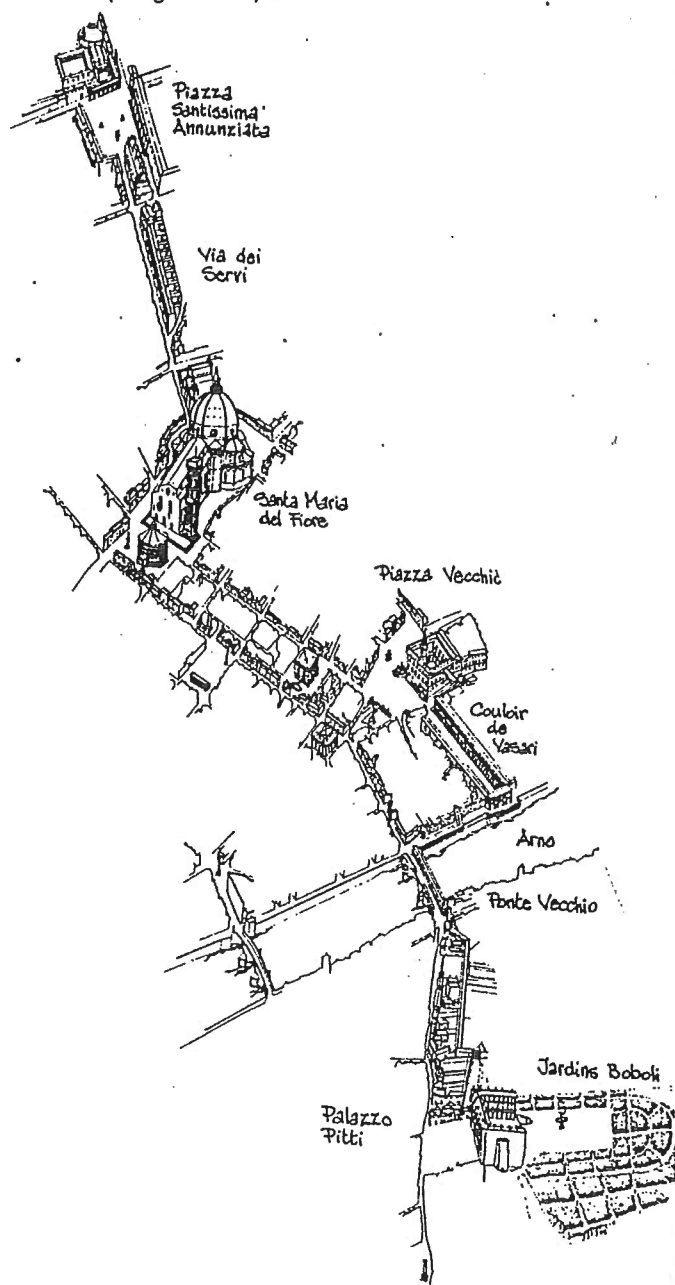 Piazza
Santissima
Annunziata
Via dei
Servi
Santa Maria
del Fiore
Piazza Vecchiè
Couloir
de
Vasari
Arno
Ponte Vecchio
Jardins Boboli
Palazzo
Pitti